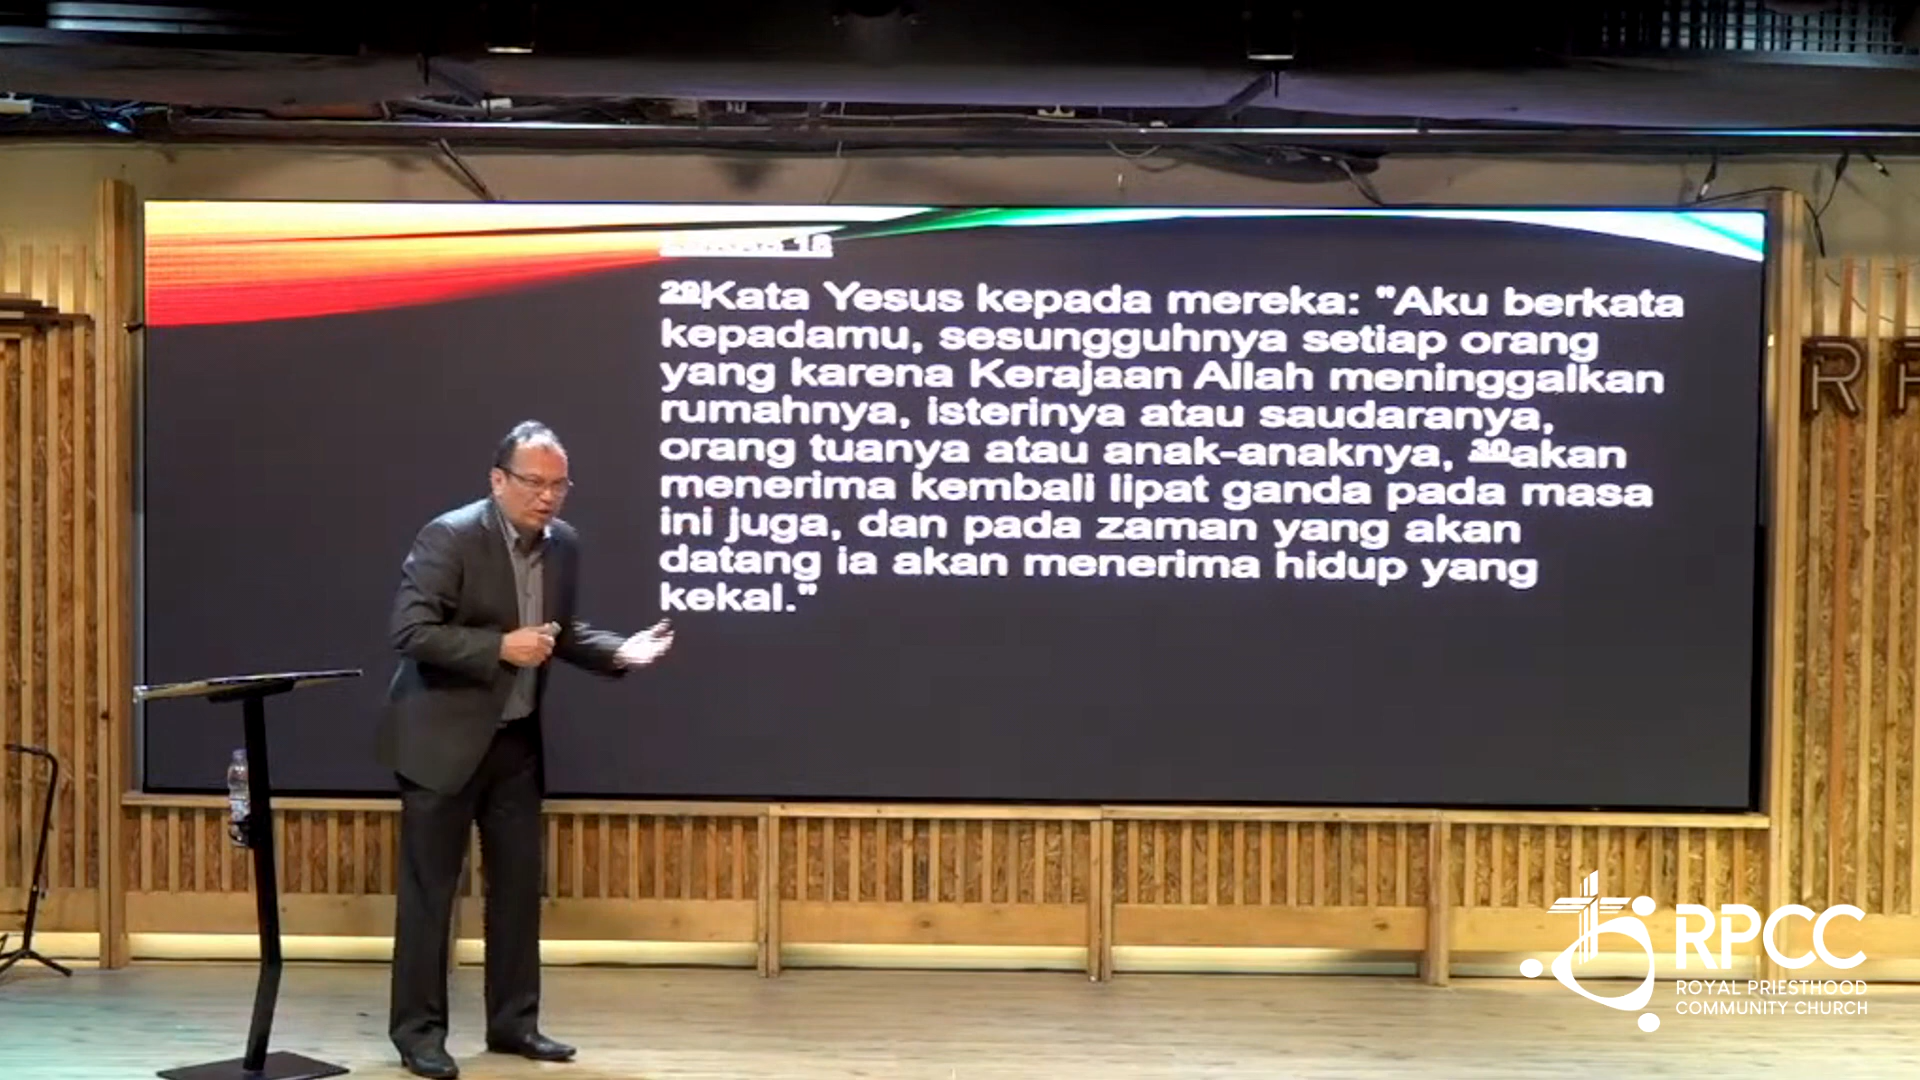 29Kata Yesus kepada mereka: "Aku berkata
kepadamu, sesungguhnya setiap orang
yang karena Kerajaan Allah meninggalkan
rumahnya, isterinya atau saudaranya,
orang tuanya atau anak-anaknya, 30akan
menerima kembali lipat ganda pada masa
ini juga, dan pada zaman yang akan
datang ia akan menerima hidup yang
kekal."
R
RPCC
ROYAL PRIESTHOOD
COMMUNITY CHURCH